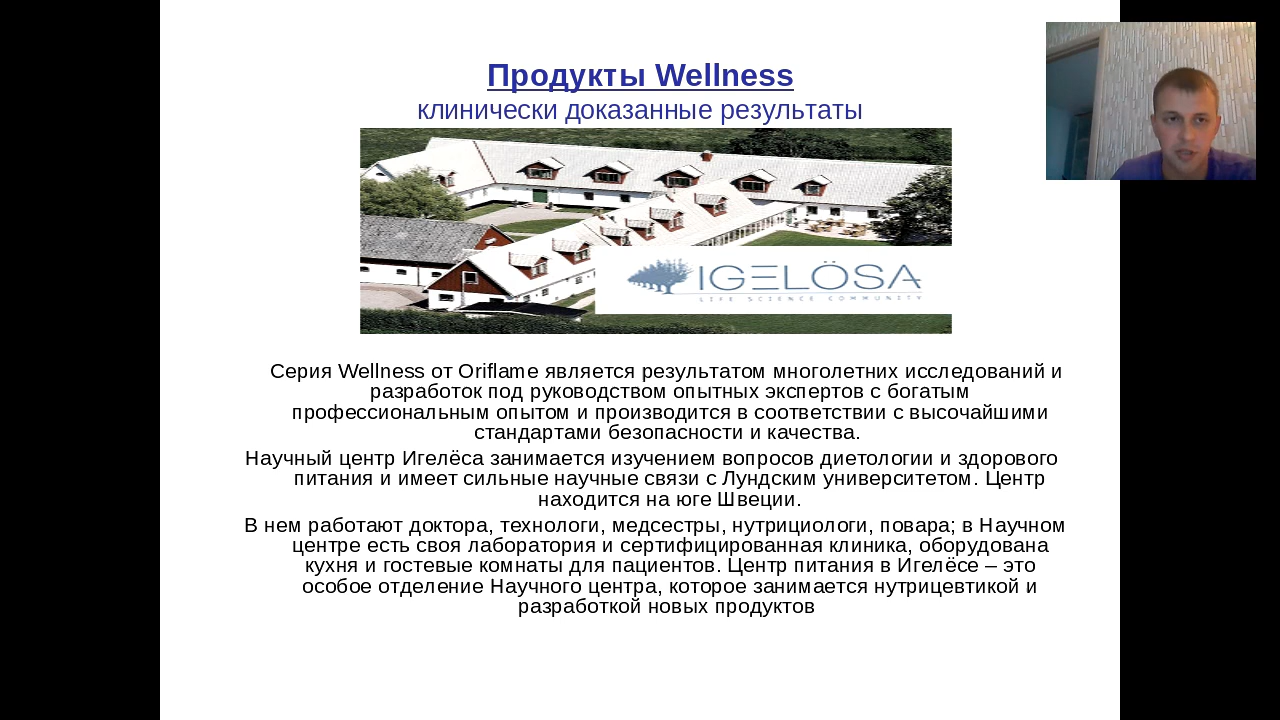 Продукты Wellness
клинически доказанные результаты
IGELÖSA
LIFE SCIENCE COMMUNITY
Серия Wellness от Oriflame является результатом многолетних исследований и
разработок под руководством опытных экспертов с богатым
профессиональным опытом и производится в соответствии с высочайшими
стандартами безопасности и качества.
Научный центр Игелёса занимается изучением вопросов диетологии и здорового
питания и имеет сильные научные связи с Лундским университетом. Центр
находится на юге Швеции.
В нем работают доктора, технологи, медсестры, нутрициологи, повара; в Научном
центре есть своя лаборатория и сертифицированная клиника, оборудована
кухня и гостевые комнаты для пациентов. Центр питания в Игелёсе – это
особое отделение Научного центра, которое занимается нутрицевтикой и
разработкой новых продуктов